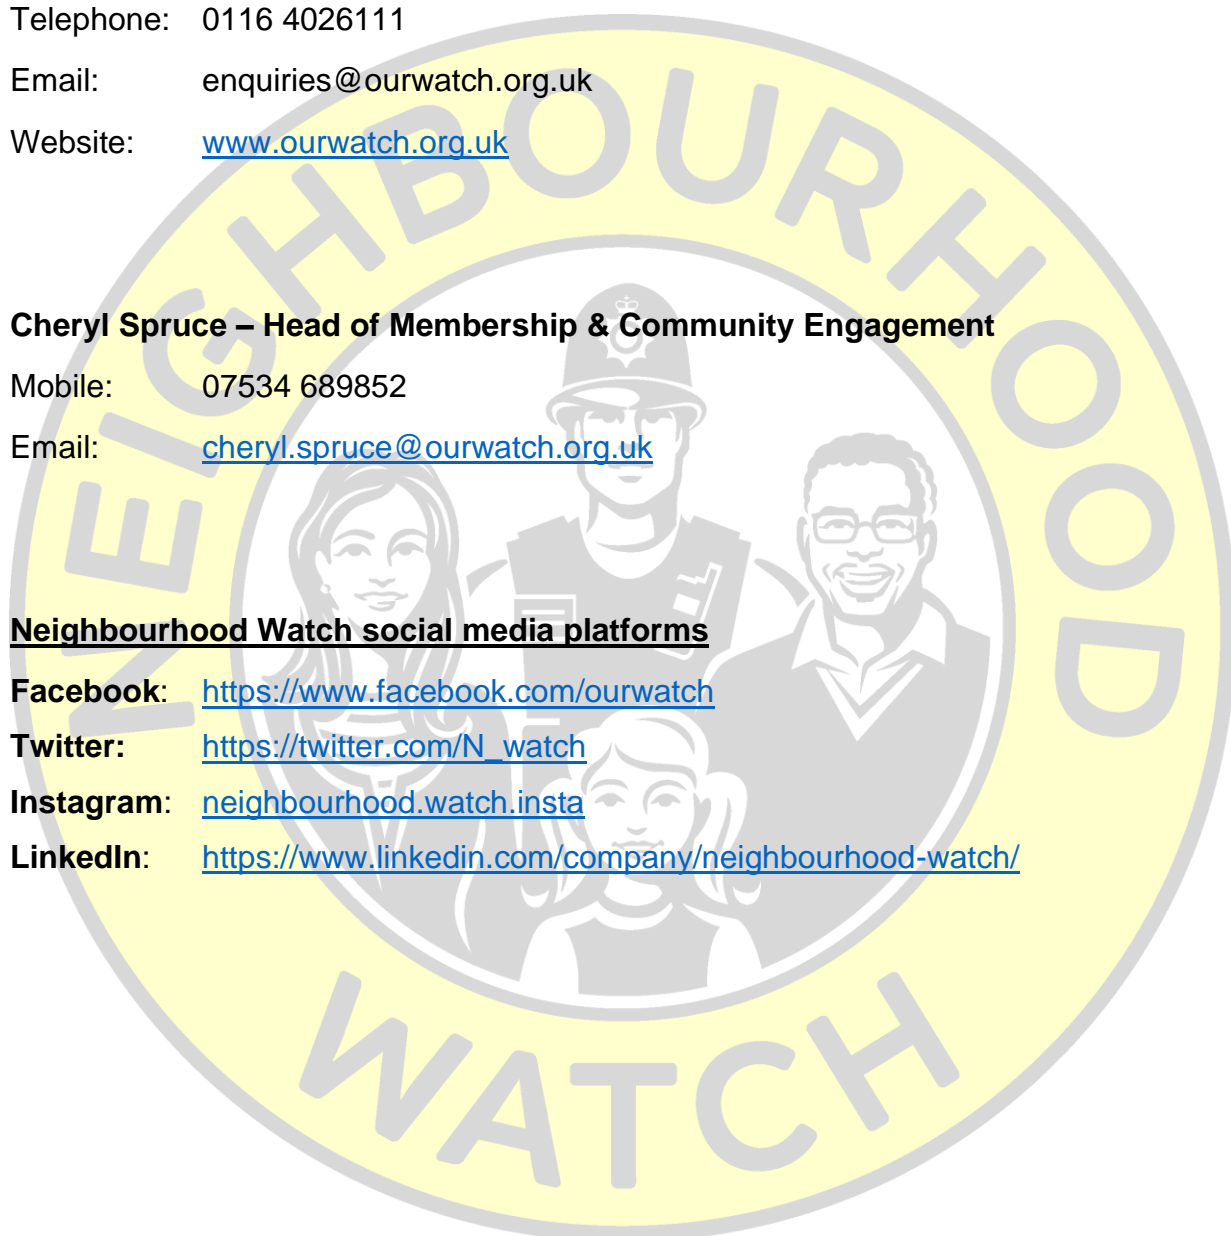 Telephone: 0116 4026111
Email: enquiries@ourwatch.org.uk
Website: www.ourwatch.org.uk
Cheryl Spruce – Head of Membership & Community Engagement
Mobile: 07534 689852
Email: cheryl.spruce@ourwatch.org.uk
Neighbourhood Watch social media platforms
Facebook: https://www.facebook.com/ourwatch
Twitter: https://twitter.com/N_watch
Instagram: neighbourhood.watch.insta
LinkedIn: https://www.linkedin.com/company/neighbourhood-watch/
NEIGHBOURHOOD
WATCH